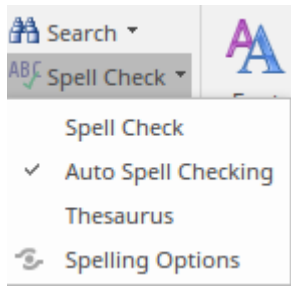 Search
ABC Spell Check
Spell Check
Auto Spell Checking
Thesaurus
Spelling Options